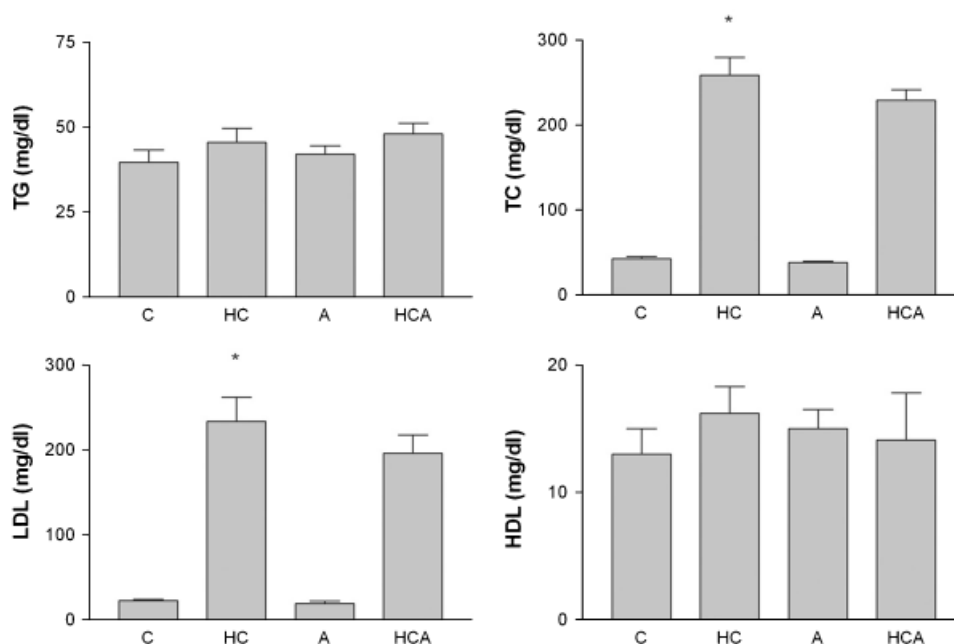 TG (mg/dl)
75
50
25
0
C HC A HCA
TC (mg/dl)
300
200
100
0
*
C HC A HCA
LDL (mg/dl)
300
200
100
0
*
C HC A HCA
HDL (mg/dl)
20
10
0
C HC A HCA